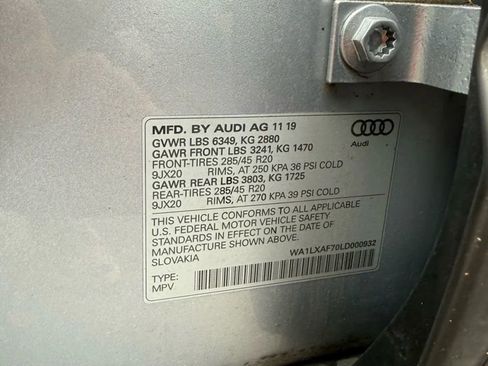 MFD. BY AUDI AG 11 19
GVWR LBS 6349, KG 2880
GAWR FRONT LBS 3241, KG 1470
FRONT-TIRES 285/45 R20
9JX20 RIMS, AT 250 KPA 36 PSI COLD
GAWR REAR LBS 3803, KG 1725
REAR-TIRES 285/45 R20
9JX20 RIMS, AT 270 KPA 39 PSI COLD
THIS VEHICLE CONFORMS TO ALL APPLICABLE
U.S. FEDERAL MOTOR VEHICLE SAFETY
STANDARDS IN EFFECT ON THE DATE OF
MANUFACTURE SHOWN ABOVE.
SLOVAKIA
WA1LXAF70LD000932
TYPE:
MPV
Audi